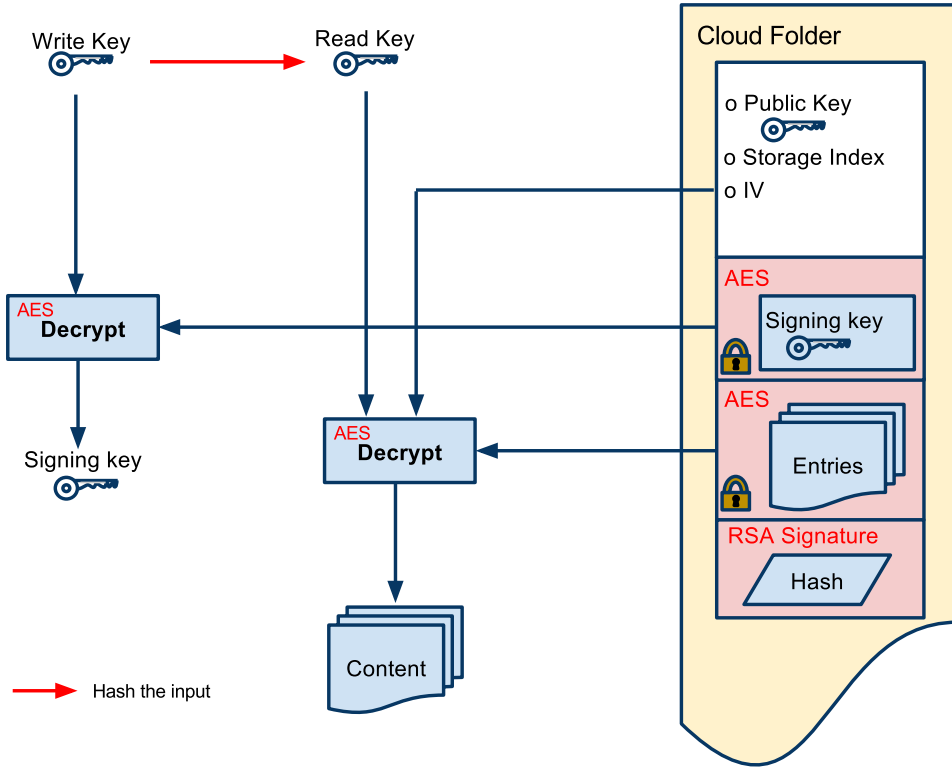 Write Key
Read Key
Cloud Folder
o Public Key
o Storage Index
o IV
AES
Signing key
AES
Decrypt
AES
Entries
AES
Decrypt
Signing key
RSA Signature
Hash
Content
Hash the input